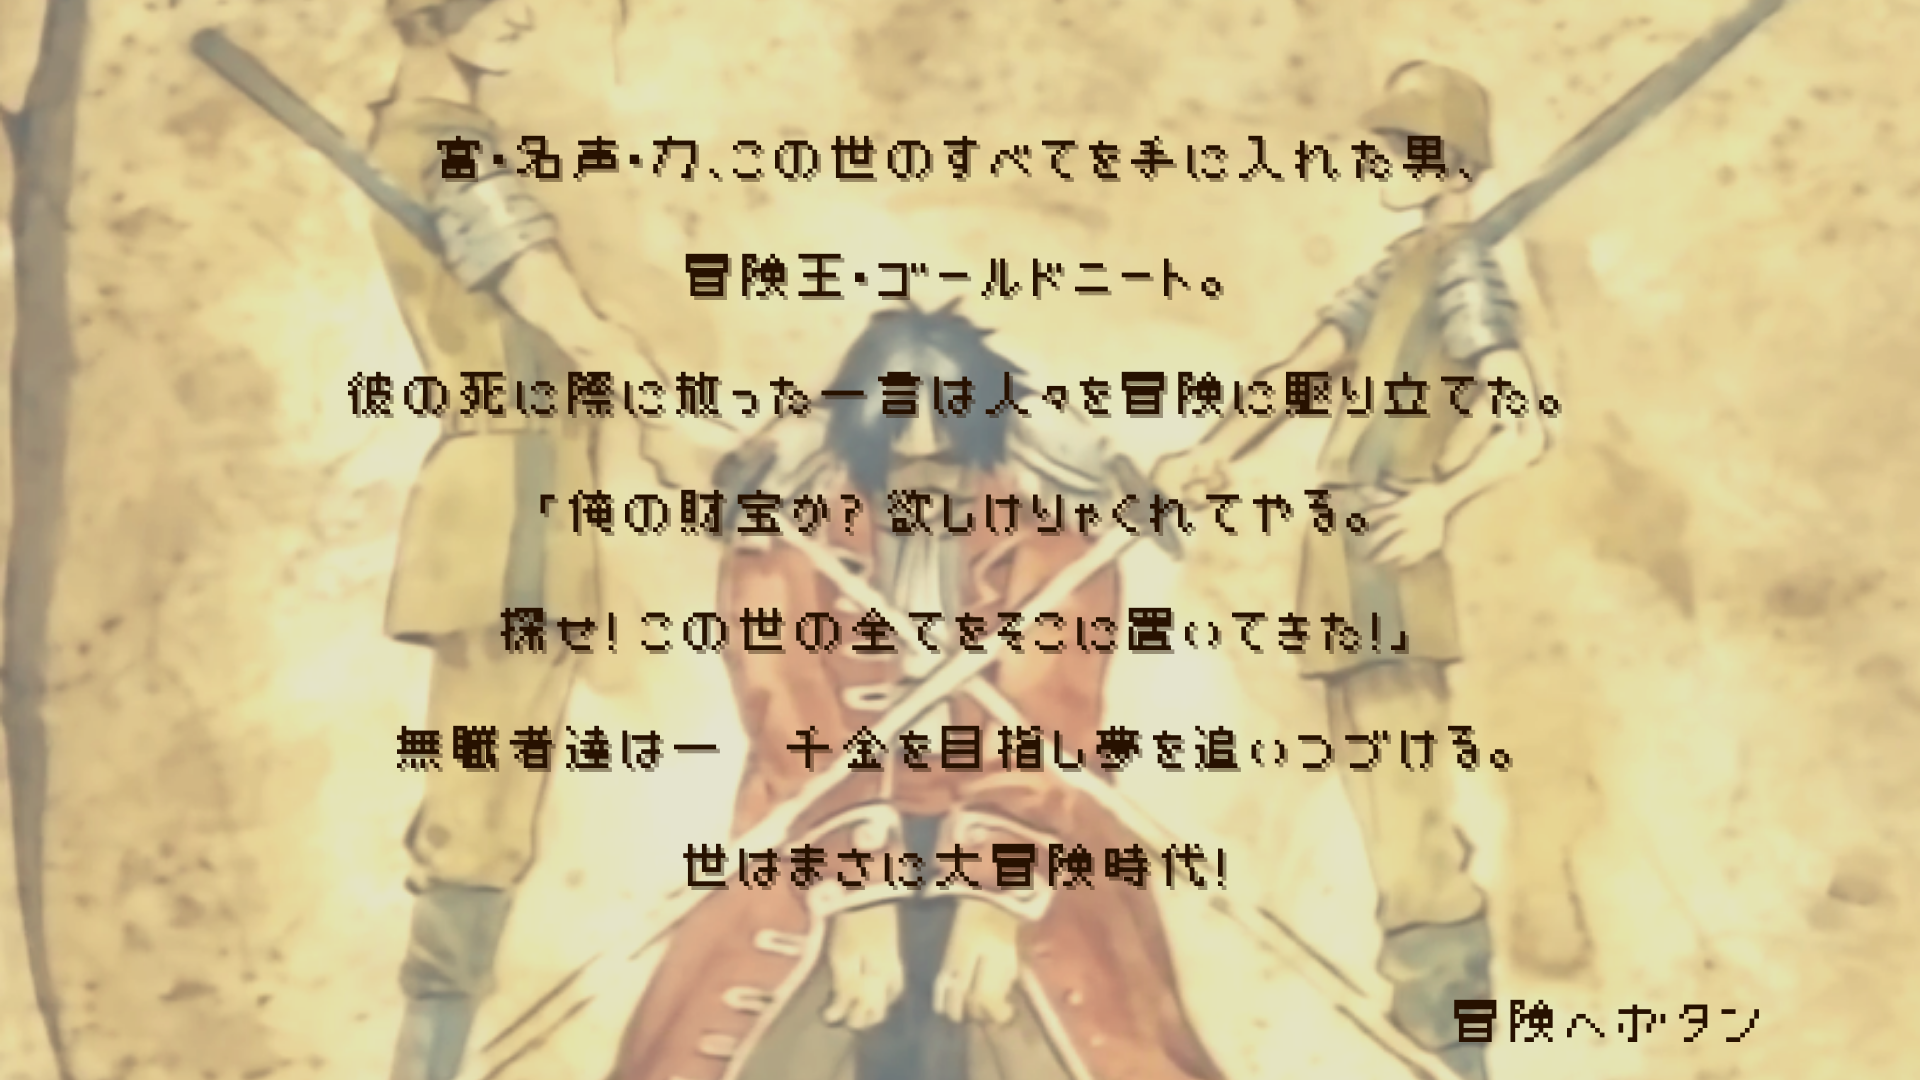 富・名声・力、この世のすべてを手に入れた男、
冒険王・ゴールドニート。
彼の死に際に放った一言は人々を冒険に駆り立てた。
「俺の財宝か? 欲しけりゃくれてやる。
探せ! この世の全てをそこに置いてきた!」
無職者達は一　千金を目指し夢を追いつづける。
世はまさに大冒険時代!
冒険へボタン